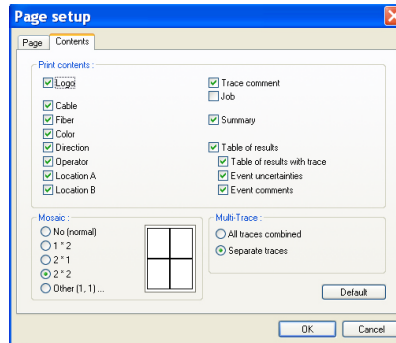 Page setup
Page Contents
Print contents :
Logo
Trace comment
Job
Cable
Fiber
Summary
Color
Direction
Table of results
Operator
Table of results with trace
Location A
Event uncertainties
Location B
Event comments
Mosaic :
No (normal)
1 * 2
2 * 1
2 * 2
Other (1, 1) ...
Multi-Trace :
All traces combined
Separate traces
Default
OK Cancel